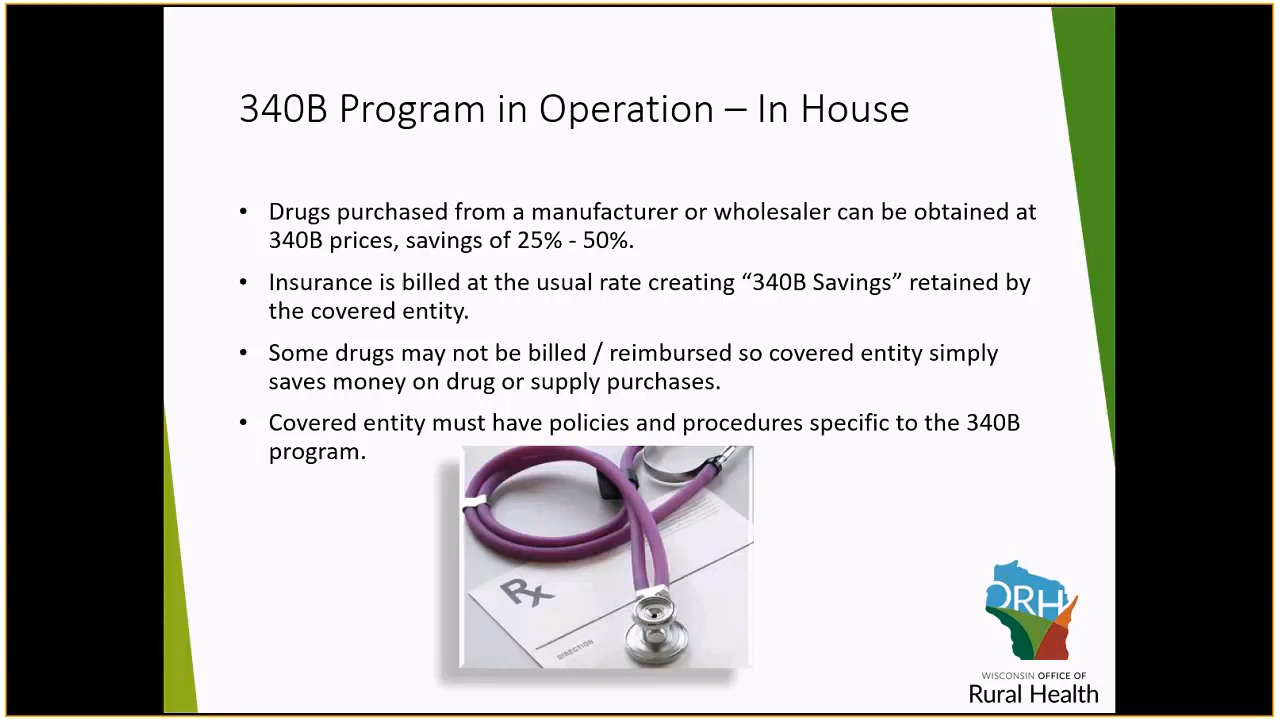 340B Program in Operation – In House
• Drugs purchased from a manufacturer or wholesaler can be obtained at
340B prices, savings of 25% - 50%.
• Insurance is billed at the usual rate creating “340B Savings” retained by
the covered entity.
• Some drugs may not be billed / reimbursed so covered entity simply
saves money on drug or supply purchases.
• Covered entity must have policies and procedures specific to the 340B
program.
Rx
DIRECTION
ORH
WISCONSIN OFFICE OF
Rural Health